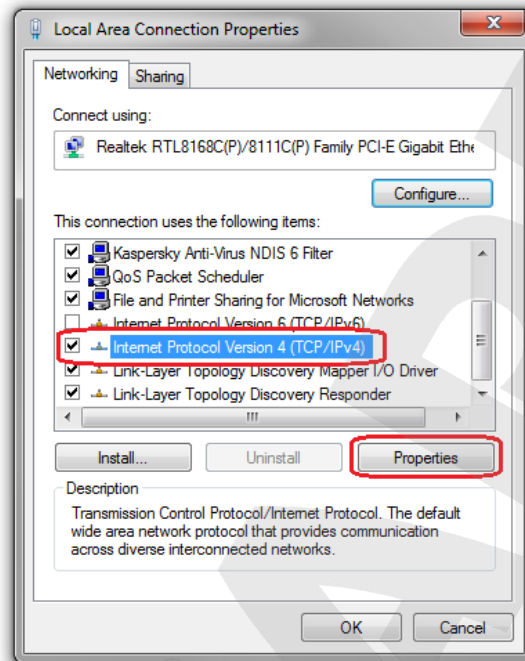 Local Area Connection Properties
Networking
Sharing
Connect using:
Realtek RTL8168C(P)/8111C(P) Family PCI-E Gigabit Ethe
Configure...
This connection uses the following items:
Kaspersky Anti-Virus NDIS 6 Filter
QoS Packet Scheduler
File and Printer Sharing for Microsoft Networks
Internet Protocol Version 6 (TCP/IPv6)
Internet Protocol Version 4 (TCP/IPv4)
Link-Layer Topology Discovery Mapper I/O Driver
Link-Layer Topology Discovery Responder
Install...
Uninstall
Properties
Description
Transmission Control Protocol/Internet Protocol. The default
wide area network protocol that provides communication
across diverse interconnected networks.
OK
Cancel